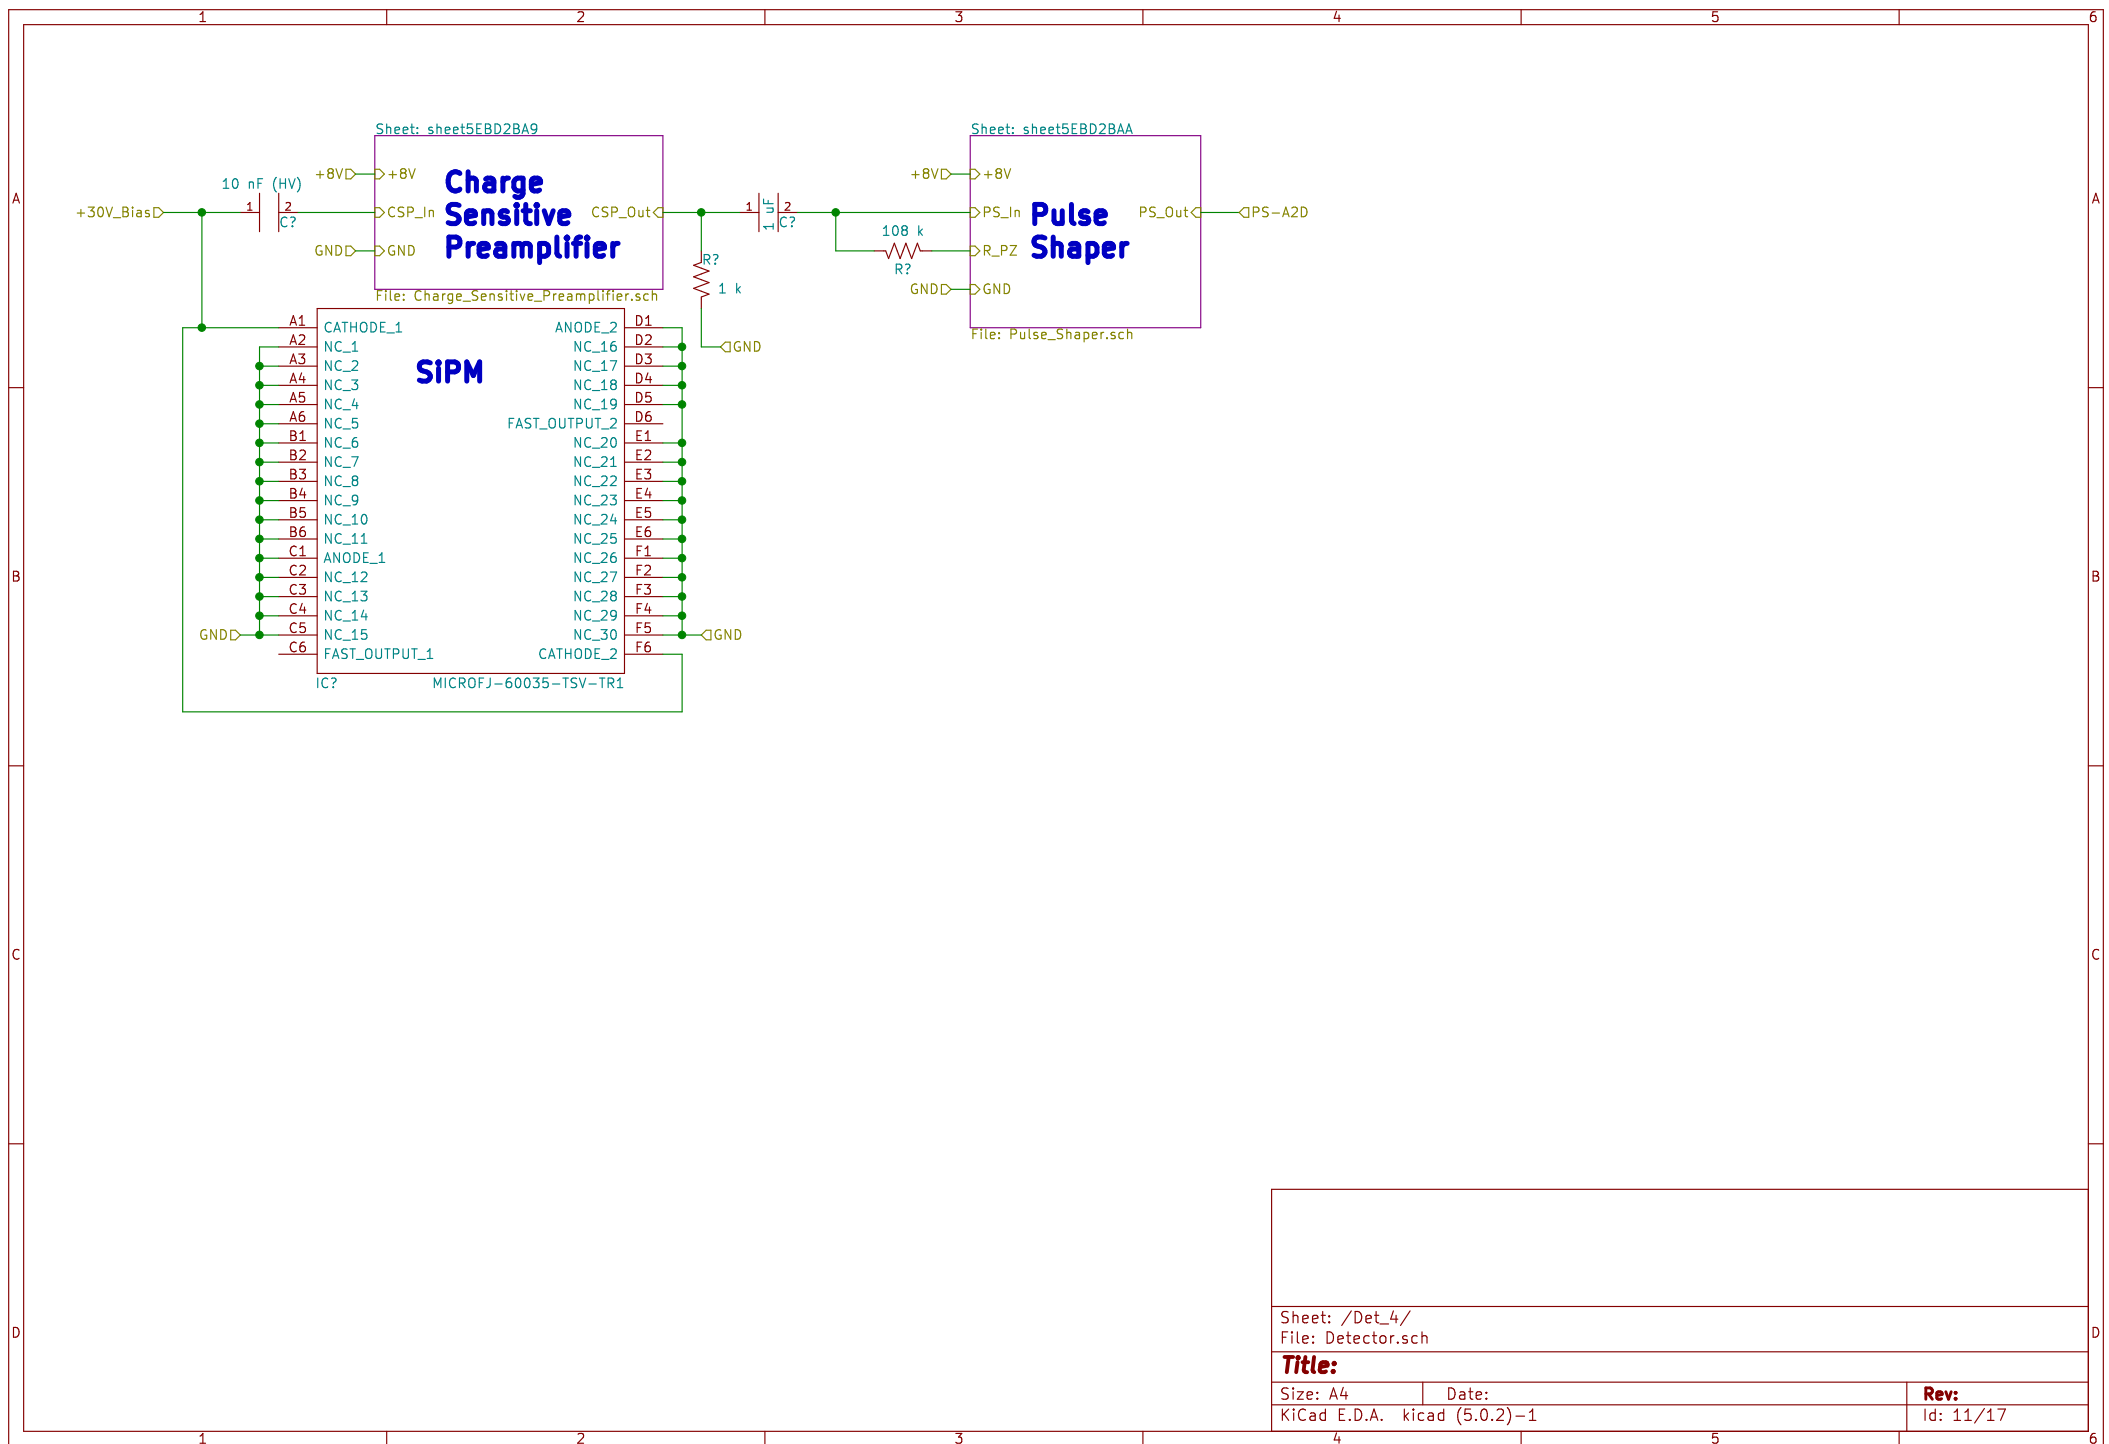 1 2 3 4 5 6
Sheet: sheet5EBD2BA9
Sheet: sheet5EBD2BAA
+8V +8V
+8V +8V
10 nF (HV)
Charge
Sensitive
Preamplifier
A A
+30V_Bias 1 2 CSP_In CSP_Out 1 1 uF 2 PS_In PS_Out PS-A2D
C? C?
Pulse
Shaper
108 k
GND GND R_PZ
R? R?
1 k GND GND
File: Charge_Sensitive_Preamplifier.sch
File: Pulse_Shaper.sch
A1 CATHODE_1 ANODE_2 D1
A2 NC_1 NC_16 D2 GND
A3 NC_2 NC_17 D3
SiPM
A4 NC_3 NC_18 D4
A5 NC_4 NC_19 D5
A6 NC_5 FAST_OUTPUT_2 D6
B1 NC_6 NC_20 E1
B2 NC_7 NC_21 E2
B3 NC_8 NC_22 E3
B4 NC_9 NC_23 E4
B5 NC_10 NC_24 E5
B6 NC_11 NC_25 E6
C1 ANODE_1 NC_26 F1
B C2 NC_12 NC_27 F2 B
C3 NC_13 NC_28 F3
C4 NC_14 NC_29 F4
GND C5 NC_15 NC_30 F5 GND
C6 FAST_OUTPUT_1 CATHODE_2 F6
IC? MICROFJ-60035-TSV-TR1
C C
Sheet: /Det_4/
D D
File: Detector.sch
Title:
Size: A4 Date: Rev:
KiCad E.D.A. kicad (5.0.2)-1 Id: 11/17
1 2 3 4 5 6